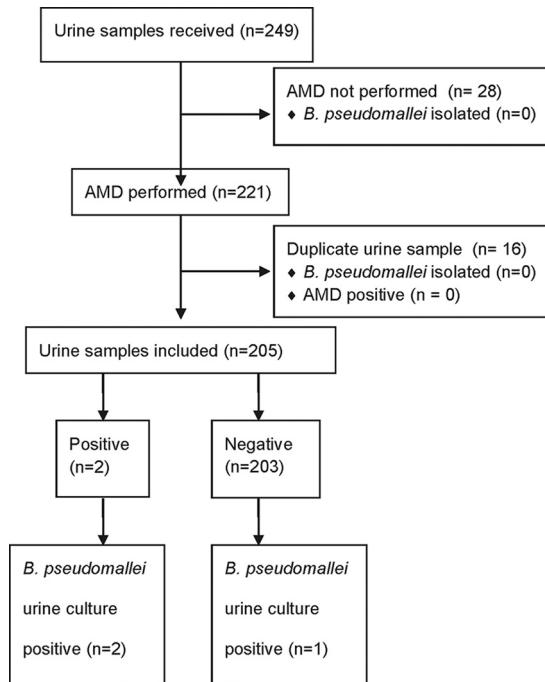 Urine samples received (n=249)
AMD not performed (n= 28)
♦ B. pseudomallei isolated (n=0)
AMD performed (n=221)
Duplicate urine sample (n= 16)
♦ B. pseudomallei isolated (n=0)
♦ AMD positive (n = 0)
Urine samples included (n=205)
Positive
(n=2)
Negative
(n=203)
B. pseudomallei
urine culture
positive (n=2)
B. pseudomallei
urine culture
positive (n=1)